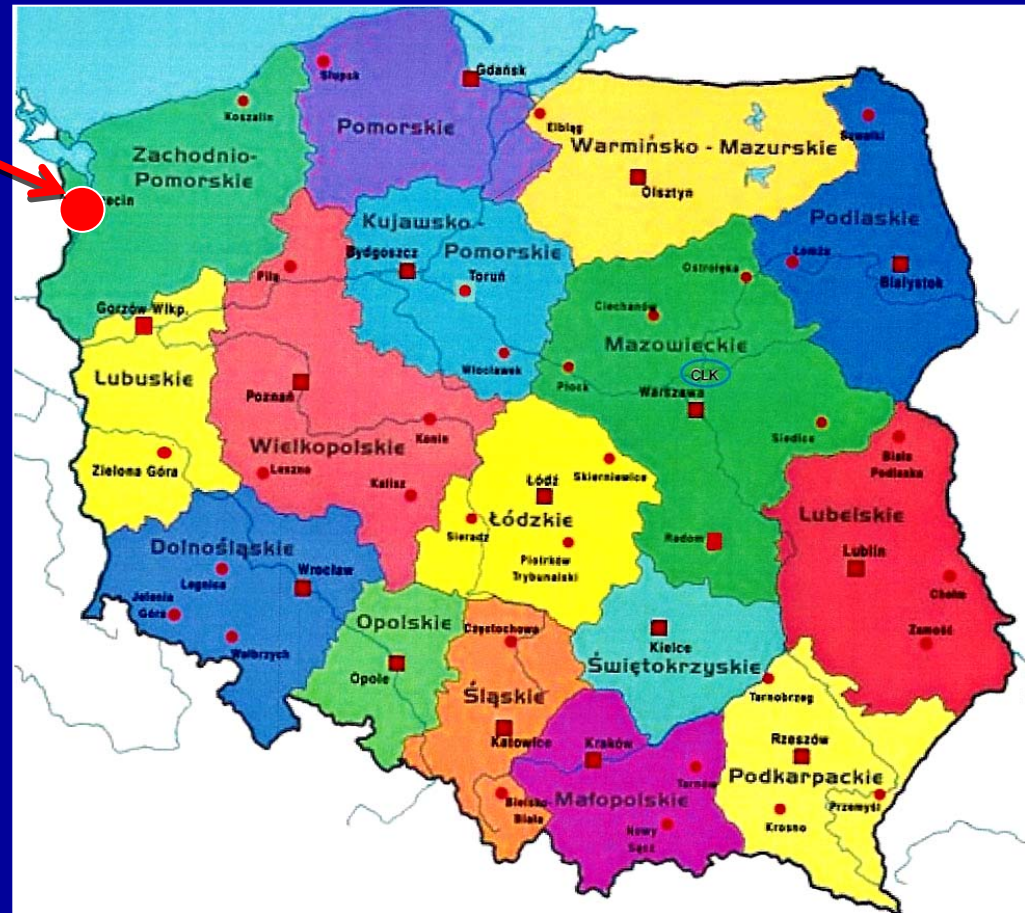 Słupsk
Gdańsk
Koszalin
Pomorskie
Elbląg
Suwałki
Zachodnio-
Pomorskie
Warmińsko - Mazurskie
Olsztyn
ecin
Kujawsko -
Pomorskie
Podlaskie
Bydgoszcz
Toruń
Łomża
Ostrołęka
Białystok
Piła
Gorzów Wlkp.
Ciechanów
Mazowieckie
Włocławek
Płock
CLK
Warszawa
Lubuskie
Poznań
Konin
Siedlce
Biała
Podlaska
Wielkopolskie
Zielona Góra
Leszno
Kalisz
Skierniewice
Łódź
Łódzkie
Lubelskie
Sieradz
Radom
Lublin
Dolnośląskie
Piotrków
Trybunalski
Legnica
Wrocław
Chełm
Jelenia
Góra
Opolskie
Częstochowa
Zamość
Wałbrzych
Kielce
Świętokrzyskie
Opole
Śląskie
Tarnobrzeg
Katowice
Kraków
Rzeszów
Tarnów
Podkarpackie
Bielsko-
Biała
Małopolskie
Przemyśl
Krosno
Nowy
Sącz